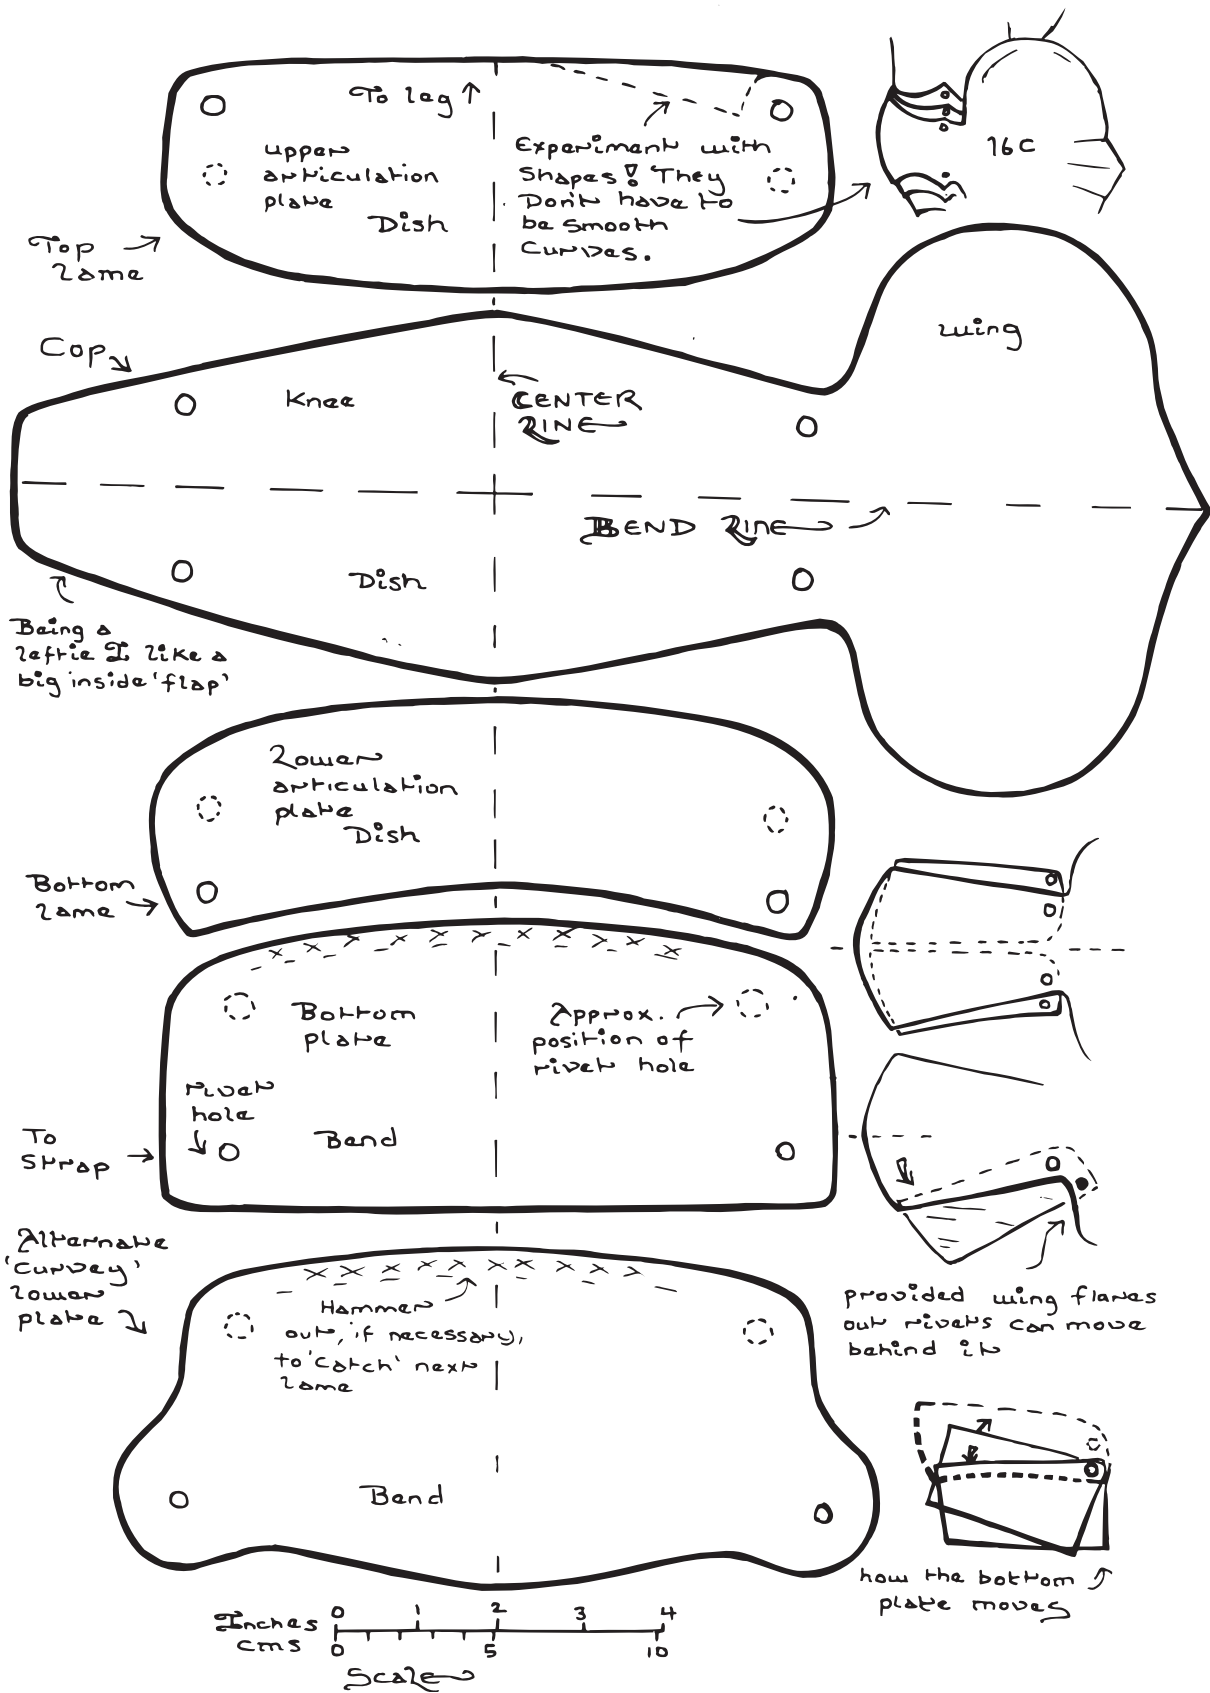 To leg
upper
articulation
plate
Dish
Experiment with
Shapes! They
Don't have to
be smooth
Curves.
16C
Top
Lame
Cop
Knee
CENTER
LINE
wing
BEND LINE
Dish
Being a
leftie I like a
big inside 'flap'
Lower
articulation
plate
Dish
Bottom
Lame
Bottom
plate
Approx.
position of
rivet hole
rivet
hole
Bend
To
Strap
Alternate
'Curvey'
lower
plate
Hammer
out, if necessary,
to 'catch' next
Lame
provided wing flares
out rivets can move
behind it
Bend
how the bottom
plate moves
Inches 0 1 2 3 4
cms 0 5 10
Scale